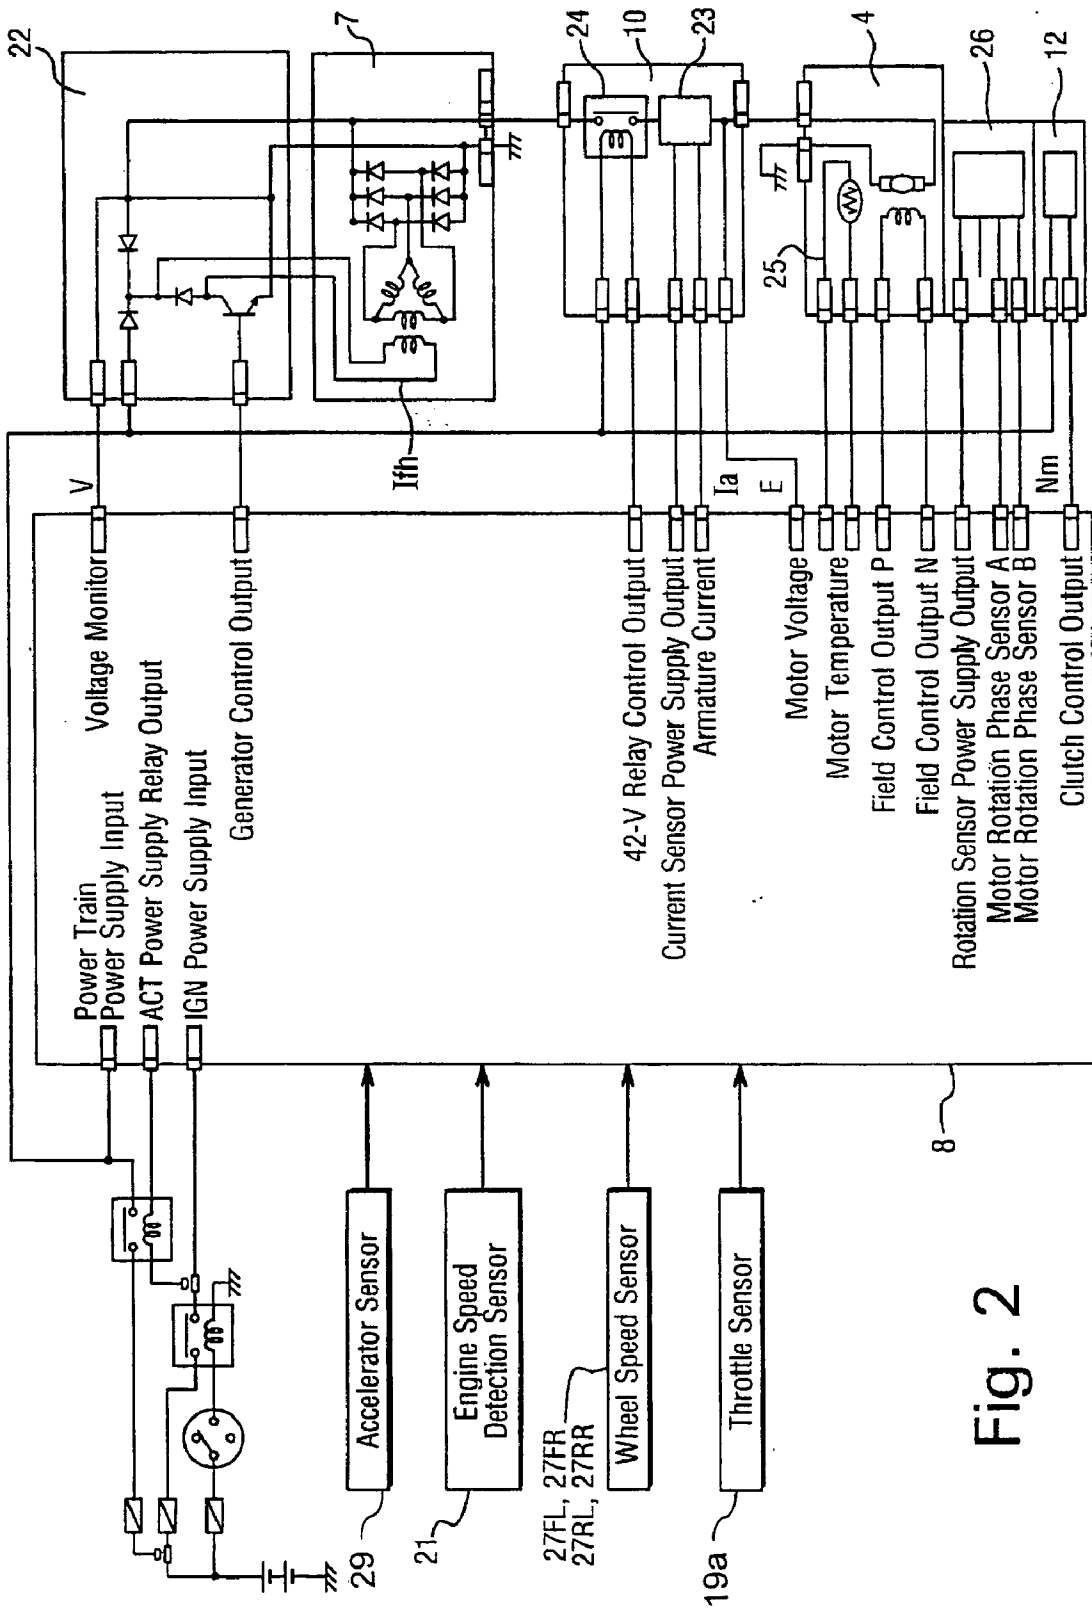 22
7
24
10
23
4
26
12
25
V
Ifh
Ia
E
Nm
Voltage Monitor
Generator Control Output
42-V Relay Control Output
Current Sensor Power Supply Output
Armature Current
Motor Voltage
Motor Temperature
Field Control Output P
Field Control Output N
Rotation Sensor Power Supply Output
Motor Rotation Phase Sensor A
Motor Rotation Phase Sensor B
Clutch Control Output
Power Train
Power Supply Input
ACT Power Supply Relay Output
IGN Power Supply Input
8
Accelerator Sensor
29
Engine Speed
Detection Sensor
21
Wheel Speed Sensor
27FL, 27FR
27RL, 27RR
Throttle Sensor
19a
Fig. 2